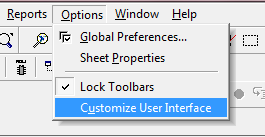 Reports Options Window Help
Global Preferences...
Sheet Properties
Lock Toolbars
Customize User Interface